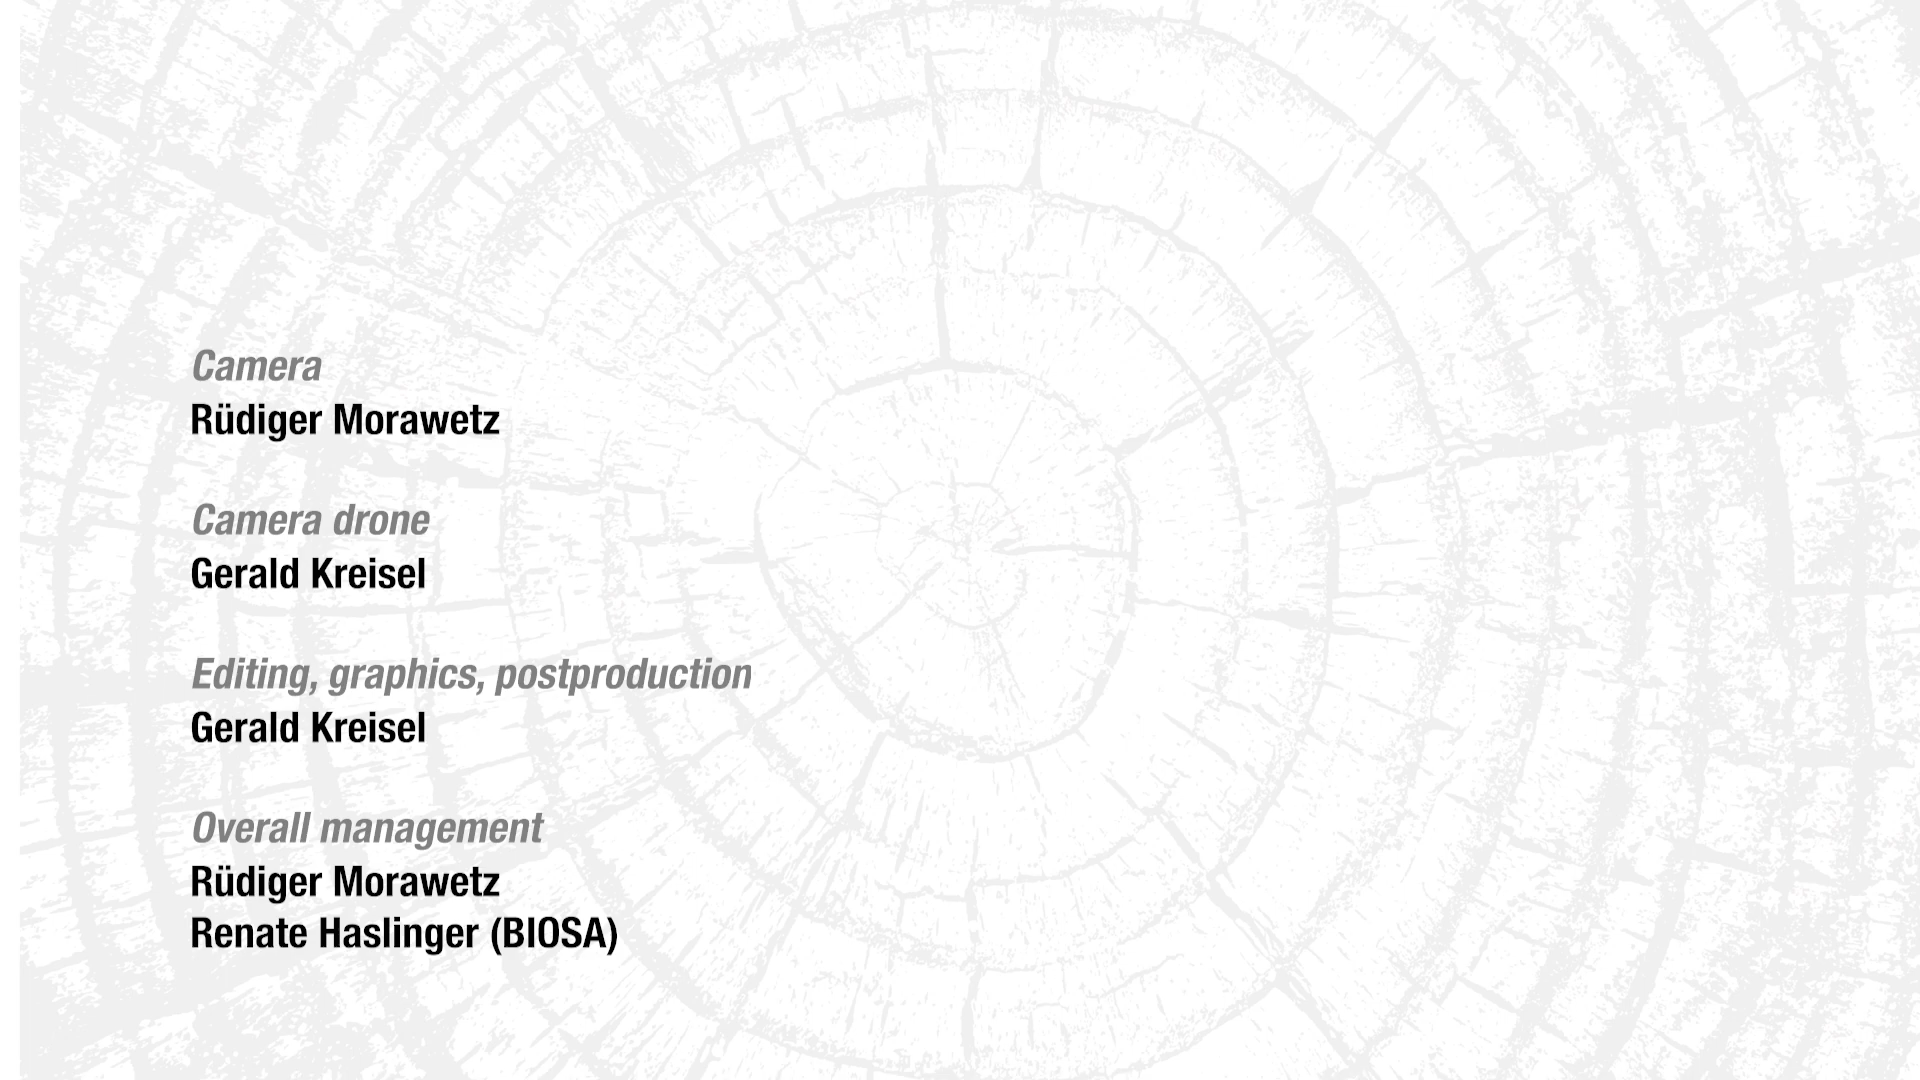 Camera
Rüdiger Morawetz
Camera drone
Gerald Kreisel
Editing, graphics, postproduction
Gerald Kreisel
Overall management
Rüdiger Morawetz
Renate Haslinger (BIOSA)